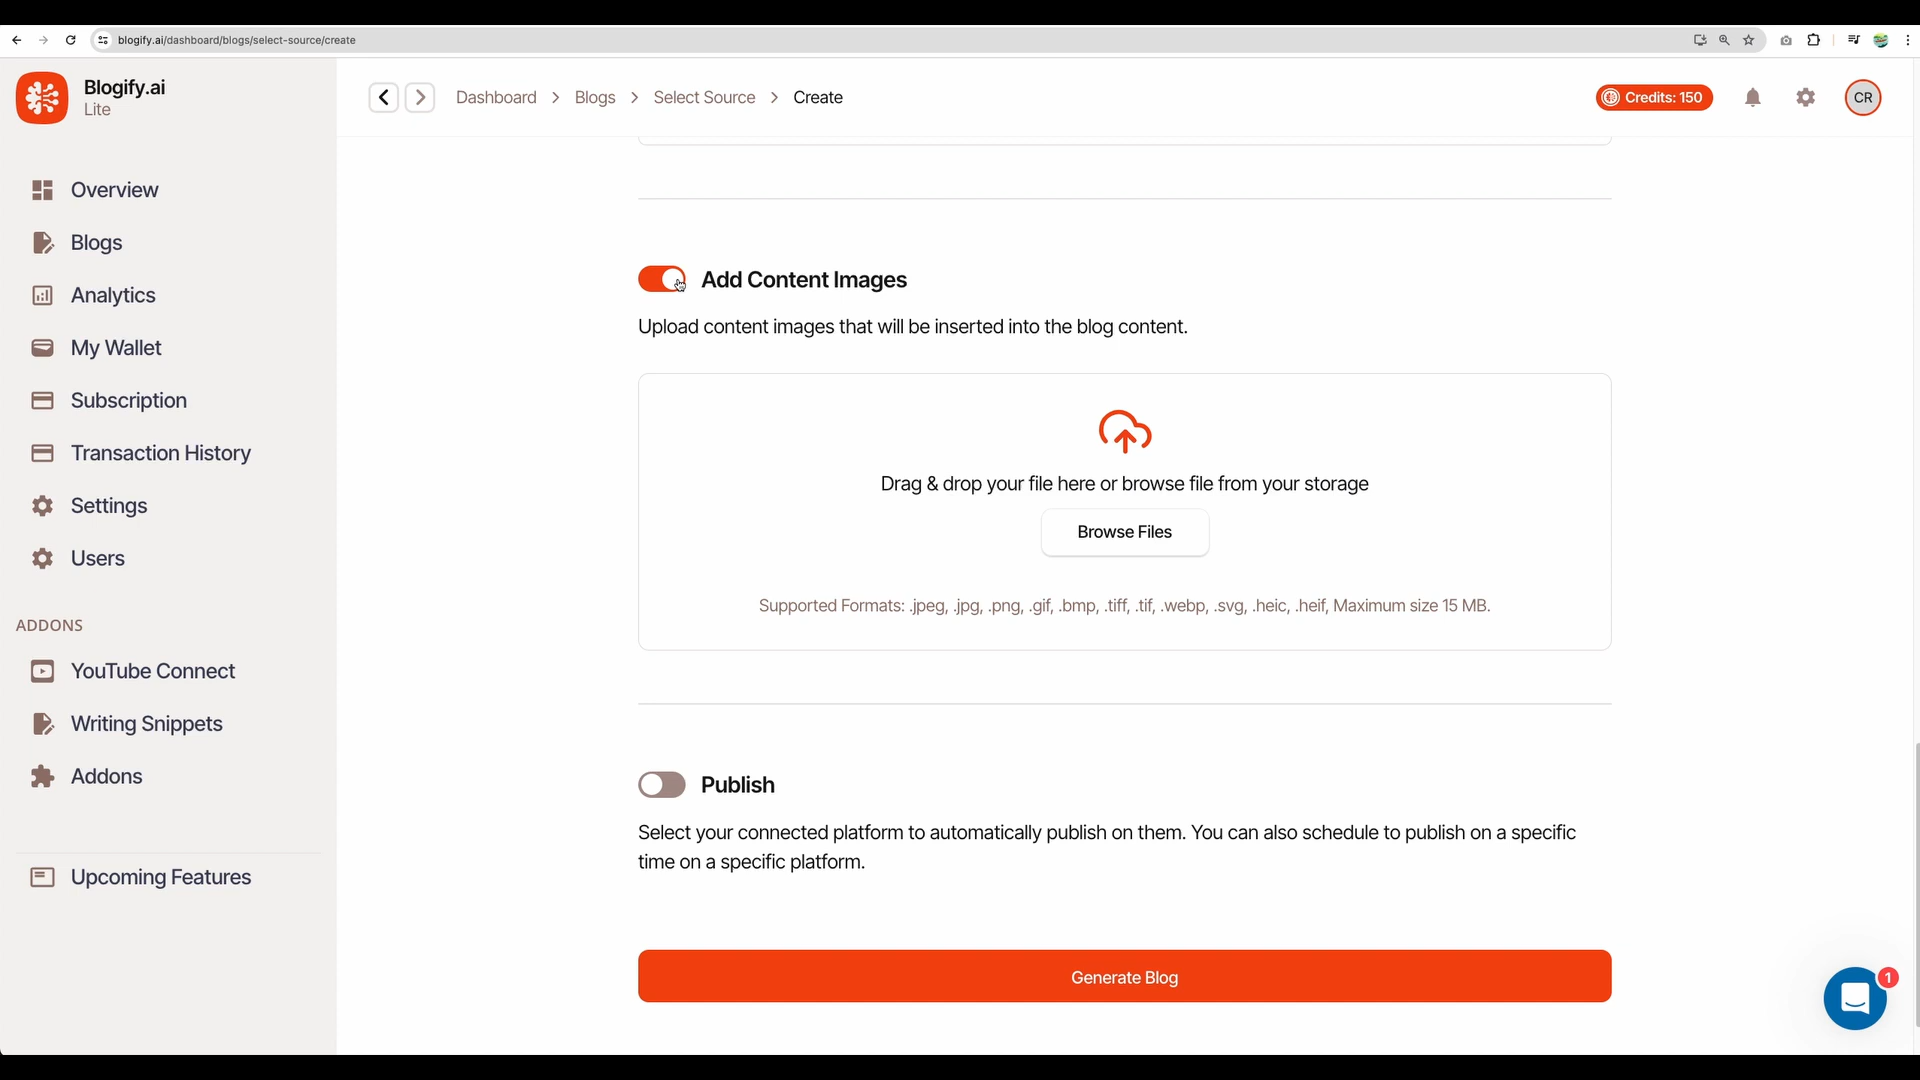 blogify.ai/dashboard/blogs/select-source/create
Blogify.ai
Lite
Dashboard > Blogs > Select Source > Create
Credits: 150
CR
Overview
Blogs
Analytics
My Wallet
Subscription
Transaction History
Settings
Users
ADDONS
YouTube Connect
Writing Snippets
Addons
Upcoming Features
Add Content Images
Upload content images that will be inserted into the blog content.
Drag & drop your file here or browse file from your storage
Browse Files
Supported Formats: .jpeg, .jpg, .png, .gif, .bmp, .tiff, .tif, .webp, .svg, .heic, .heif, Maximum size 15 MB.
Publish
Select your connected platform to automatically publish on them. You can also schedule to publish on a specific
time on a specific platform.
Generate Blog
1